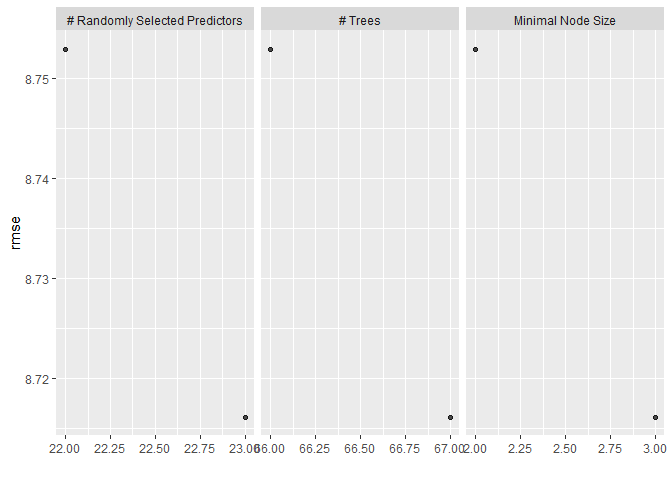 # Randomly Selected Predictors
# Trees
Minimal Node Size
rmse
8.75
8.74
8.73
8.72
22.00 22.25 22.50 22.75 23.00
66.00 66.25 66.50 66.75 67.00
2.00 2.25 2.50 2.75 3.00